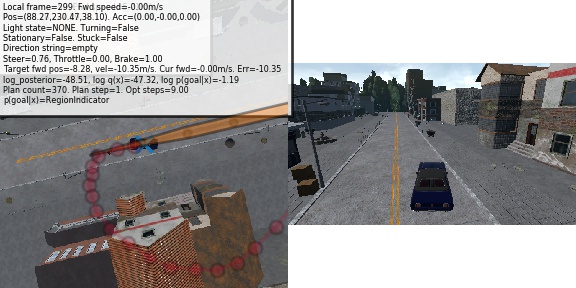 Local frame=299. Fwd speed=-0.00m/s
Pos=(88.27,230.47,38.10). Acc=(0.00,-0.00,0.00)
Light state=NONE. Turning=False
Stationary=False. Stuck=False
Direction string=empty
Steer=0.76, Throttle=0.00, Brake=1.00
Target fwd pos=-8.28, vel=-10.35m/s. Cur fwd=-0.00m/s. Err=-10.35
log_posterior=-48.51, log q(x)=-47.32, log p(goal|x)=-1.19
Plan count=370. Plan step=1. Opt steps=9.00
p(goal|x)=RegionIndicator